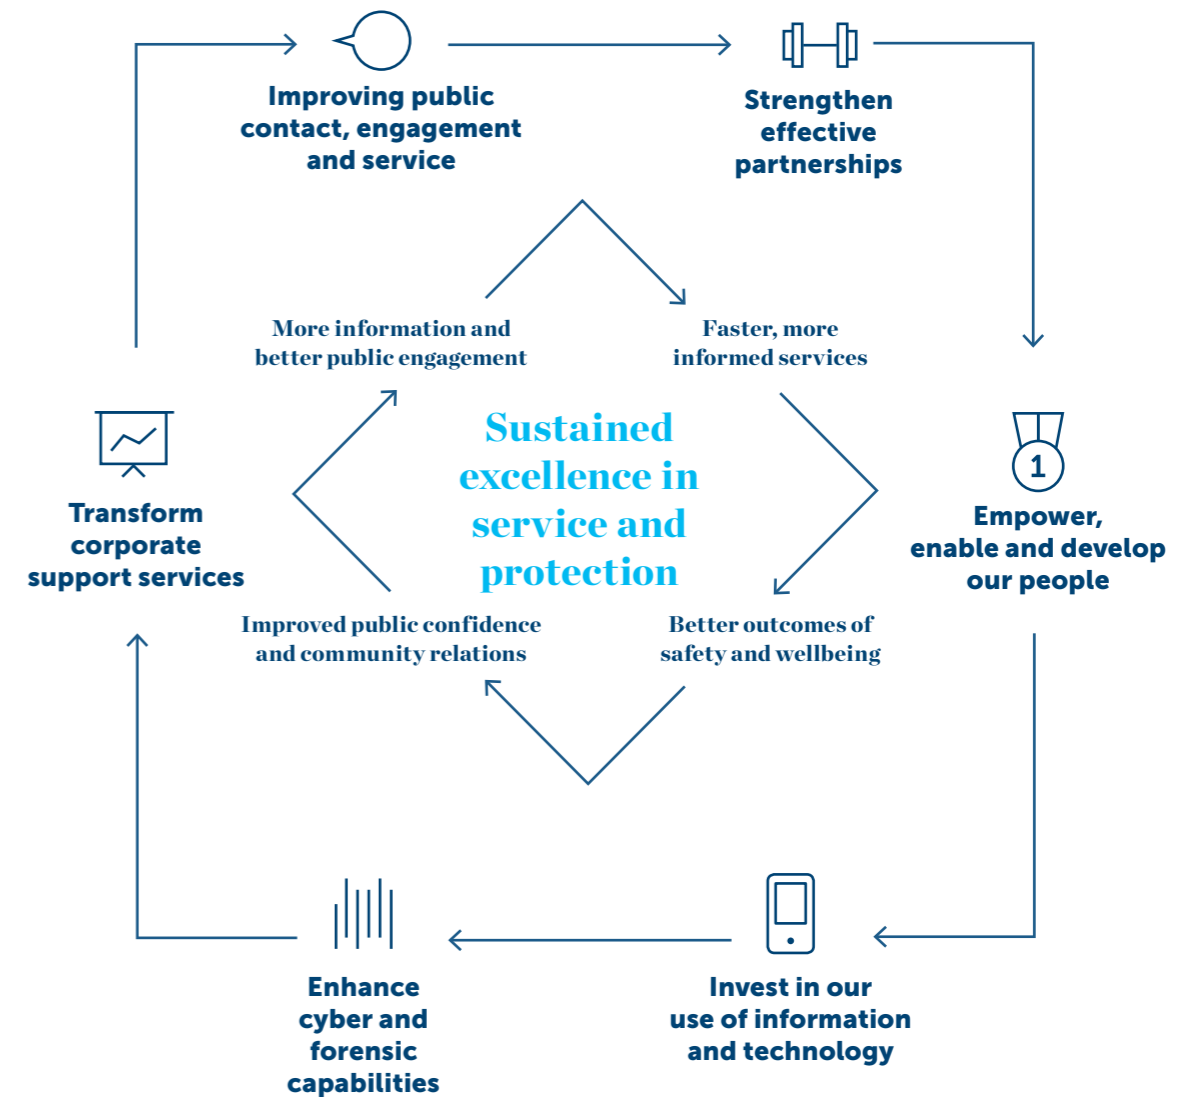 Improving public
contact, engagement
and service
Strengthen
effective
partnerships
More information and
better public engagement
Faster, more
informed services
Sustained
excellence in
service and
protection
Transform
corporate
support services
1
Empower,
enable and develop
our people
Improved public confidence
and community relations
Better outcomes of
safety and wellbeing
Enhance
cyber and
forensic
capabilities
Invest in our
use of information
and technology